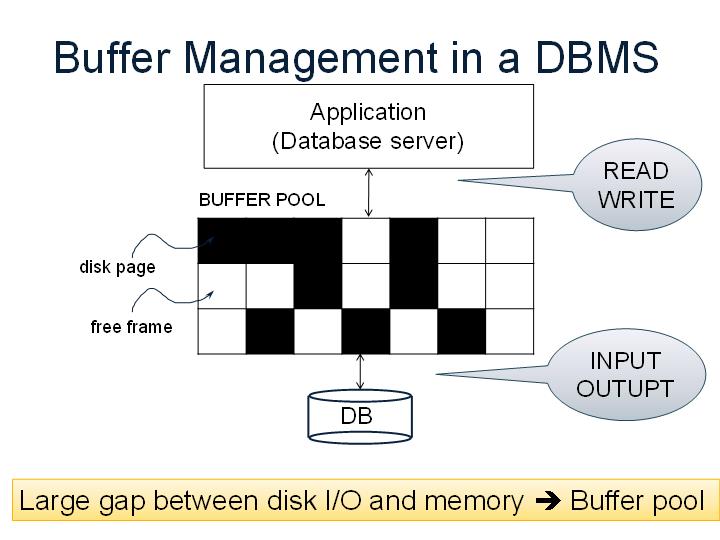 Buffer Management in a DBMS
Application
(Database server)
READ
WRITE
BUFFER POOL
disk page
free frame
INPUT
OUTUPT
DB
Large gap between disk I/O and memory ➔ Buffer pool